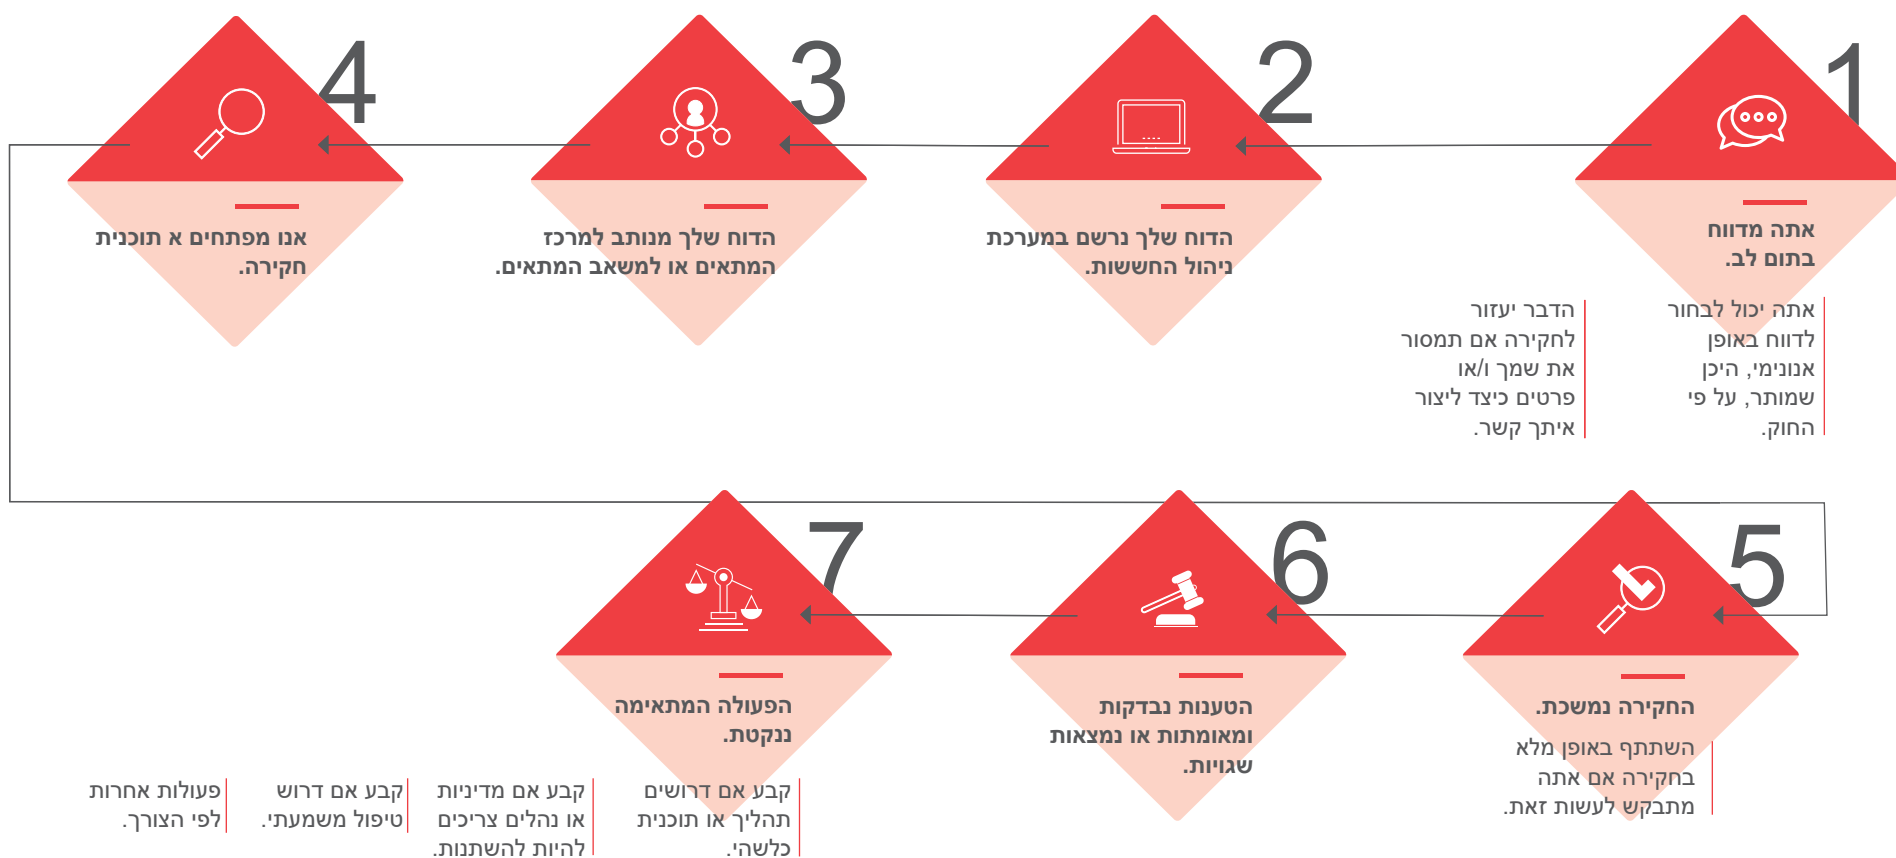 1
אתה מדווח
בתום לב.
אתה יכול לבחור
לדווח באופן
אנונימי, היכן
שמותר, על פי
החוק.
הדבר יעזור
לחקירה אם תמסור
את שמך ו/או
פרטים כיצד ליצור
איתך קשר.
2
הדוח שלך נרשם במערכת
ניהול החששות.
3
הדוח שלך מנותב למרכז
המתאים או למשאב המתאים.
4
אנו מפתחים א תוכנית
חקירה.
5
החקירה נמשכת.
השתתף באופן מלא
בחקירה אם אתה
מתבקש לעשות זאת.
6
הטענות נבדקות
ומאומתות או נמצאות
שגויות.
7
הפעולה המתאימה
ננקטת.
קבע אם דרושים
תהליך או תוכנית
כלשהי.
קבע אם מדיניות
או נהלים צריכים
להיות להשתנות.
קבע אם דרוש
טיפול משמעתי.
פעולות אחרות
לפי הצורך.